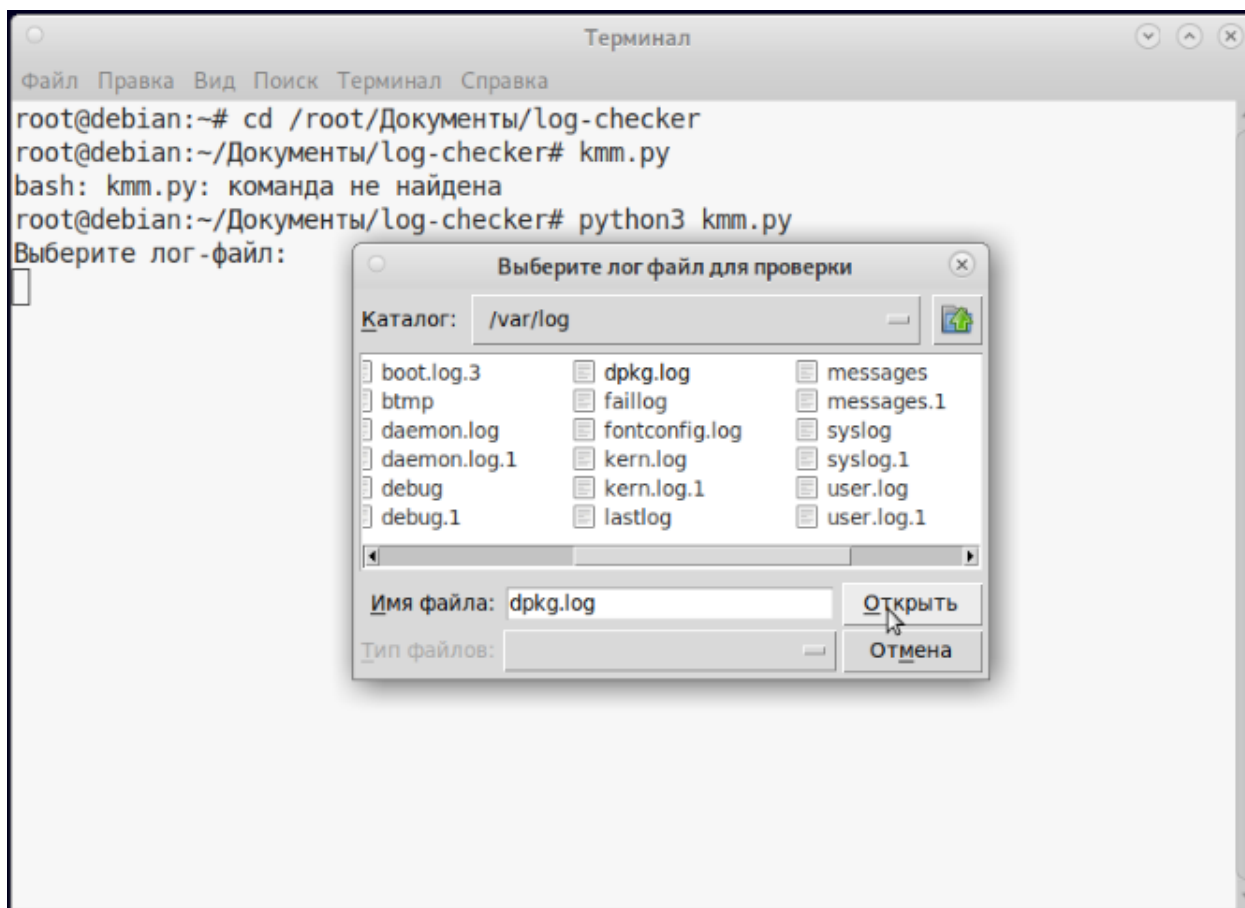 Терминал
Файл Правка Вид Поиск Терминал Справка
root@debian:~# cd /root/Документы/log-checker
root@debian:~/Документы/log-checker# kmm.py
bash: kmm.py: команда не найдена
root@debian:~/Документы/log-checker# python3 kmm.py
Выберите лог-файл:
Выберите лог файл для проверки
Каталог: /var/log
boot.log.3 dpkg.log messages
btmp faillog messages.1
daemon.log fontconfig.log syslog
daemon.log.1 kern.log syslog.1
debug kern.log.1 user.log
debug.1 lastlog user.log.1
Имя файла: dpkg.log Открыть
Тип файлов: Отмена